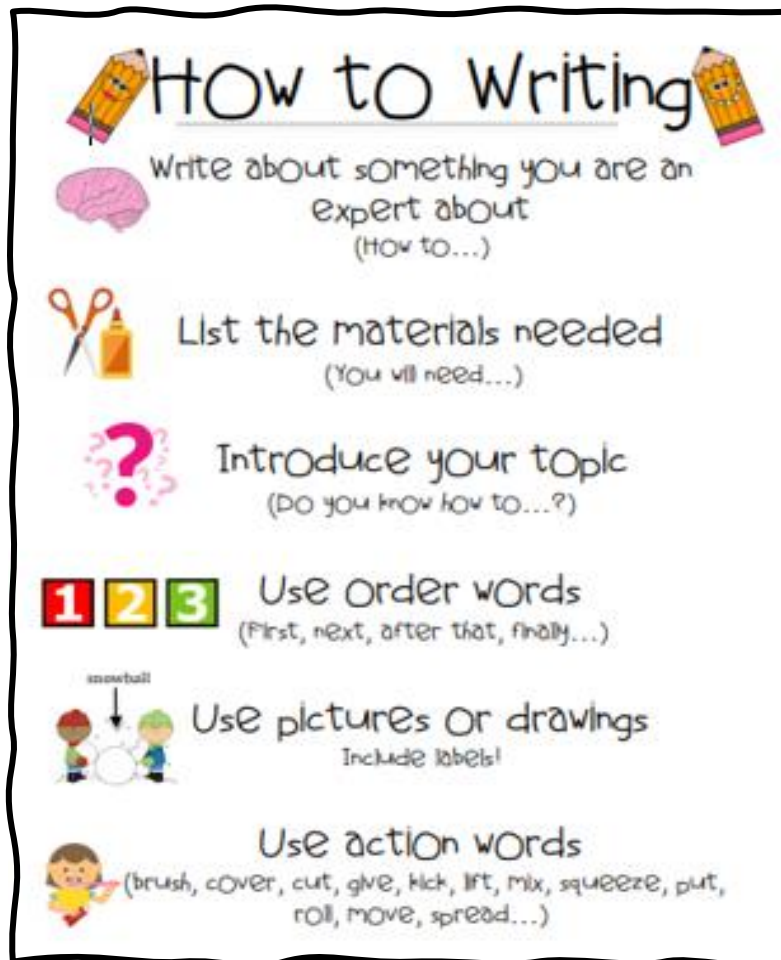 How to Writing
Write about something you are an
expert about
(How to...)
List the materials needed
(You will need...)
Introduce your topic
(Do you know how to...?)
1 2 3
Use order words
(First, next, after that, finally...)
snowball
Use pictures or drawings
Include labels!
Use action words
(brush, cover, cut, give, kick, lift, mix, squeeze, put,
roll, move, spread...)